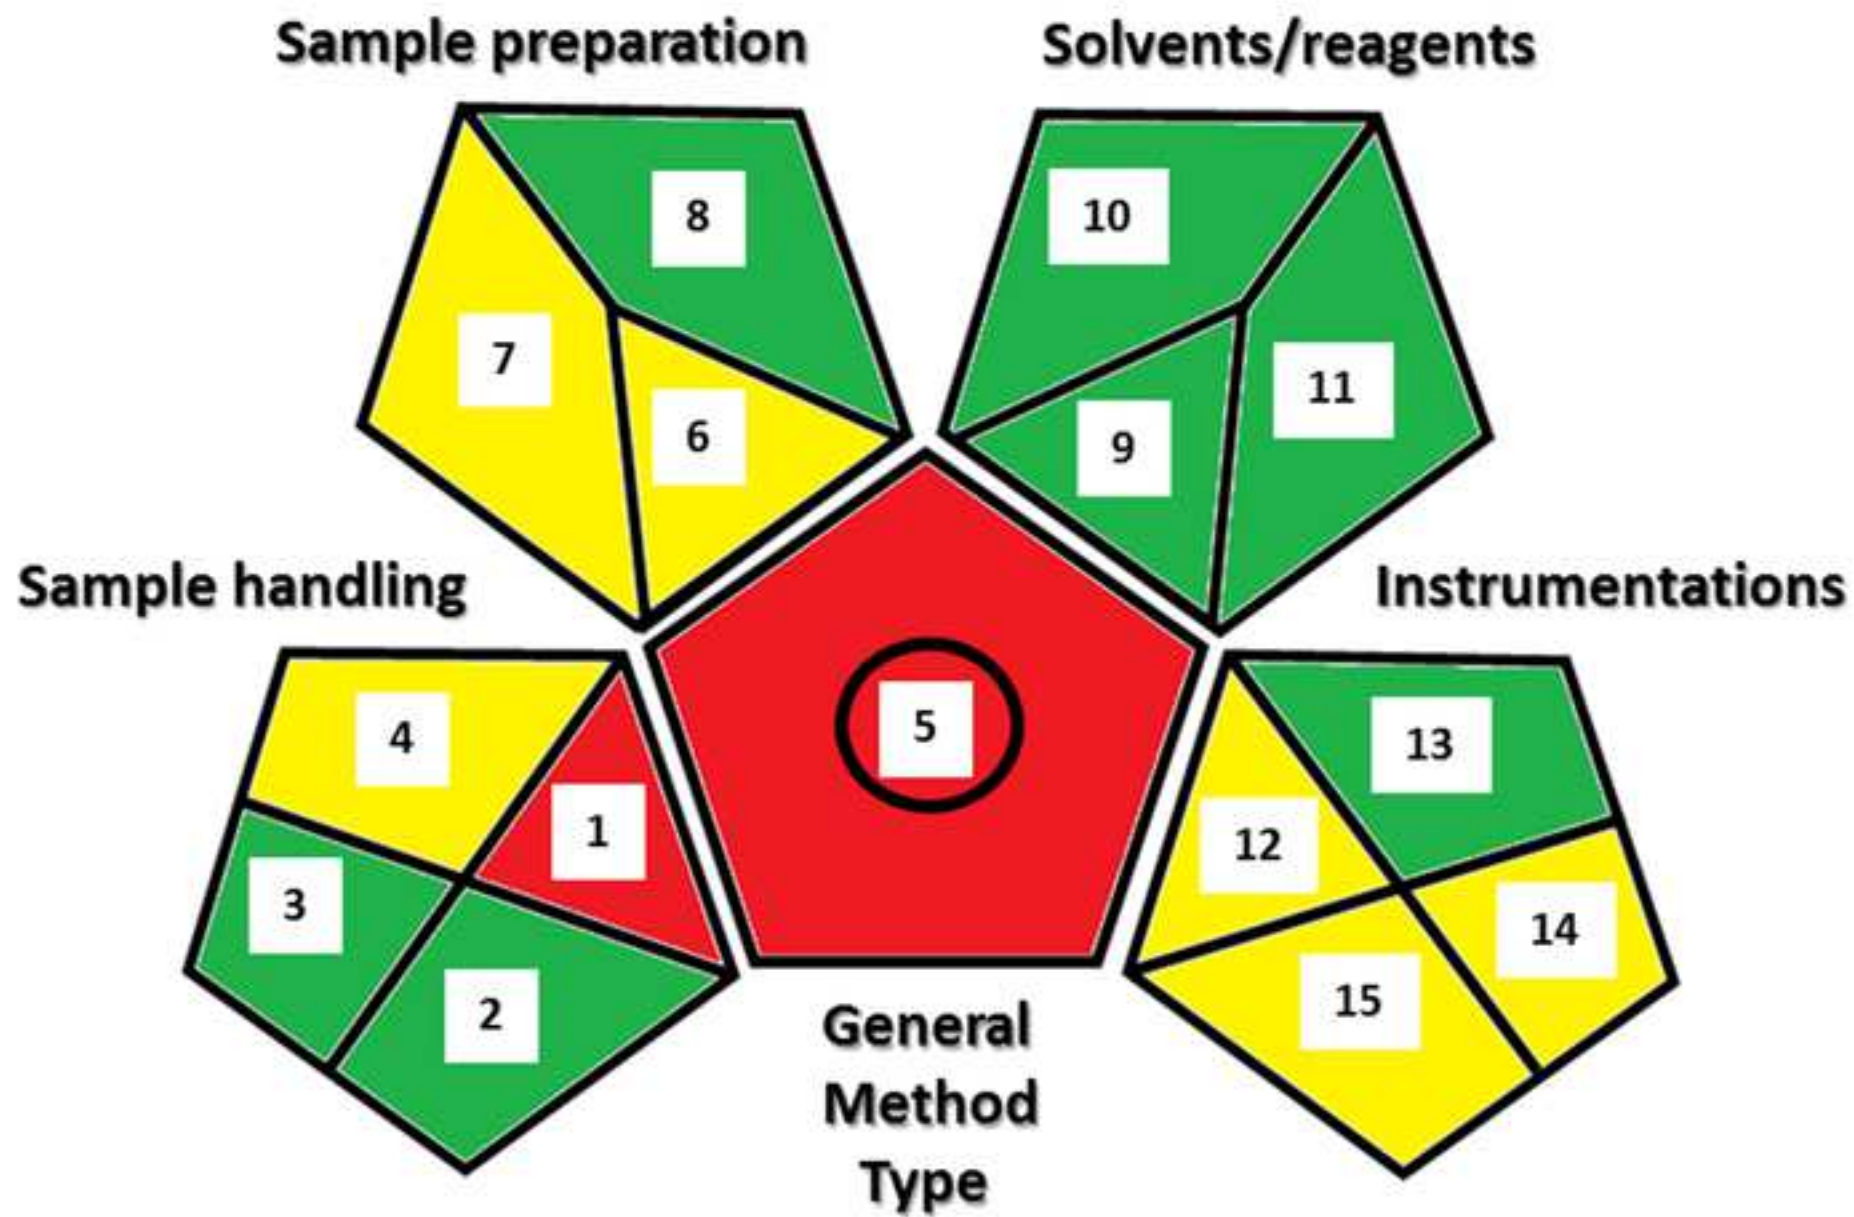 Sample preparation
Solvents/reagents
8
10
7
11
6
9
Sample handling
Instrumentations
5
4
13
1
12
3
14
2
15
General
Method
Type